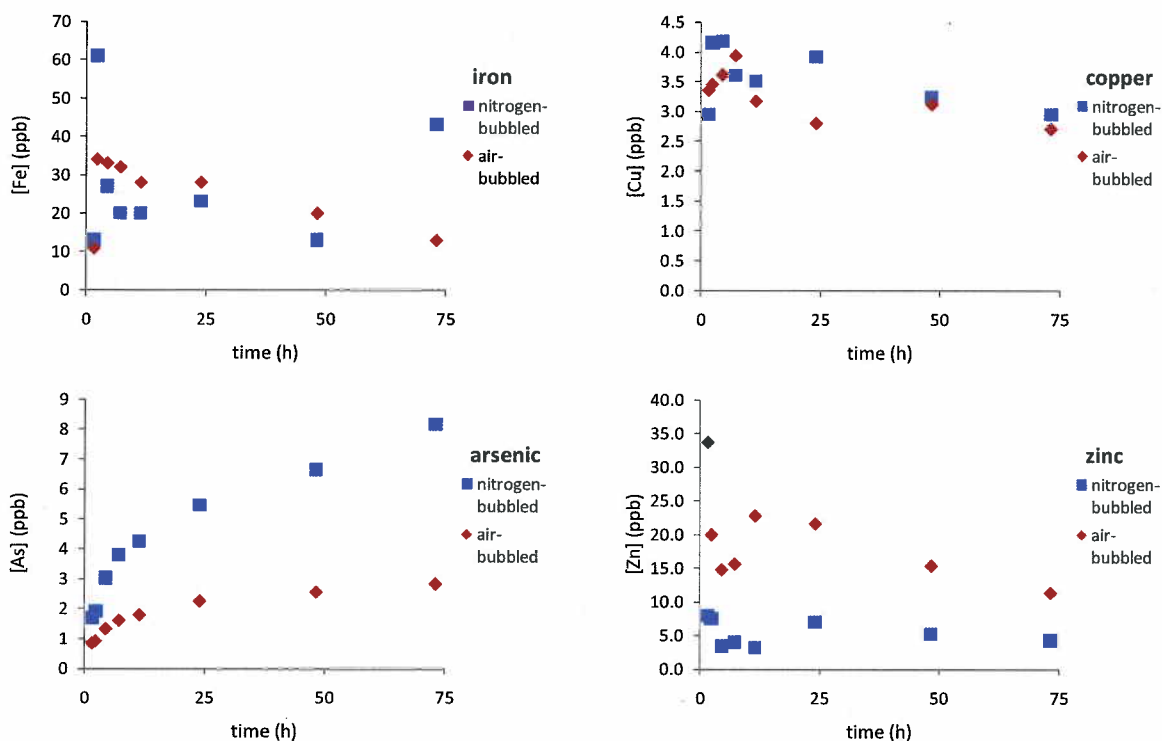 70
60
50
40
30
20
10
0
[Fe] (ppb)
0 25 50 75
time (h)
iron
nitrogen-
bubbled
air-
bubbled
4.5
4.0
3.5
3.0
2.5
2.0
1.5
1.0
0.5
0.0
[Cu] (ppb)
0 25 50 75
time (h)
copper
nitrogen-
bubbled
air-
bubbled
9
8
7
6
5
4
3
2
1
0
[As] (ppb)
0 25 50 75
time (h)
arsenic
nitrogen-
bubbled
air-
bubbled
40.0
35.0
30.0
25.0
20.0
15.0
10.0
5.0
0.0
[Zn] (ppb)
0 25 50 75
time (h)
zinc
nitrogen-
bubbled
air-
bubbled